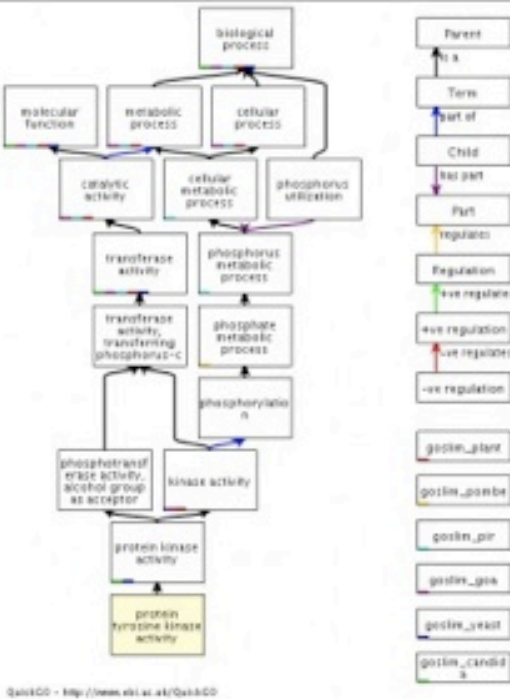 biological
process
molecular
function
metabolic
process
cellular
process
catalytic
activity
cellular
metabolic
process
phosphorus
utilization
transferase
activity
phosphorus
metabolic
process
transferase
activity,
transferring
phosphorus-c
phosphate
metabolic
process
phosphorylatio
n
phosphotransf
erase activity,
alcohol group
as acceptor
kinase activity
protein kinase
activity
protein
tyrosine kinase
activity
Parent
is a
Term
part of
Child
has part
Part
regulates
Regulation
+ve regulates
+ve regulation
-ve regulates
-ve regulation
goslim_plant
goslim_pombe
goslim_pir
goslim_goa
goslim_yeast
goslim_candid
a
QuickGO - http://www.ebi.ac.uk/QuickGO